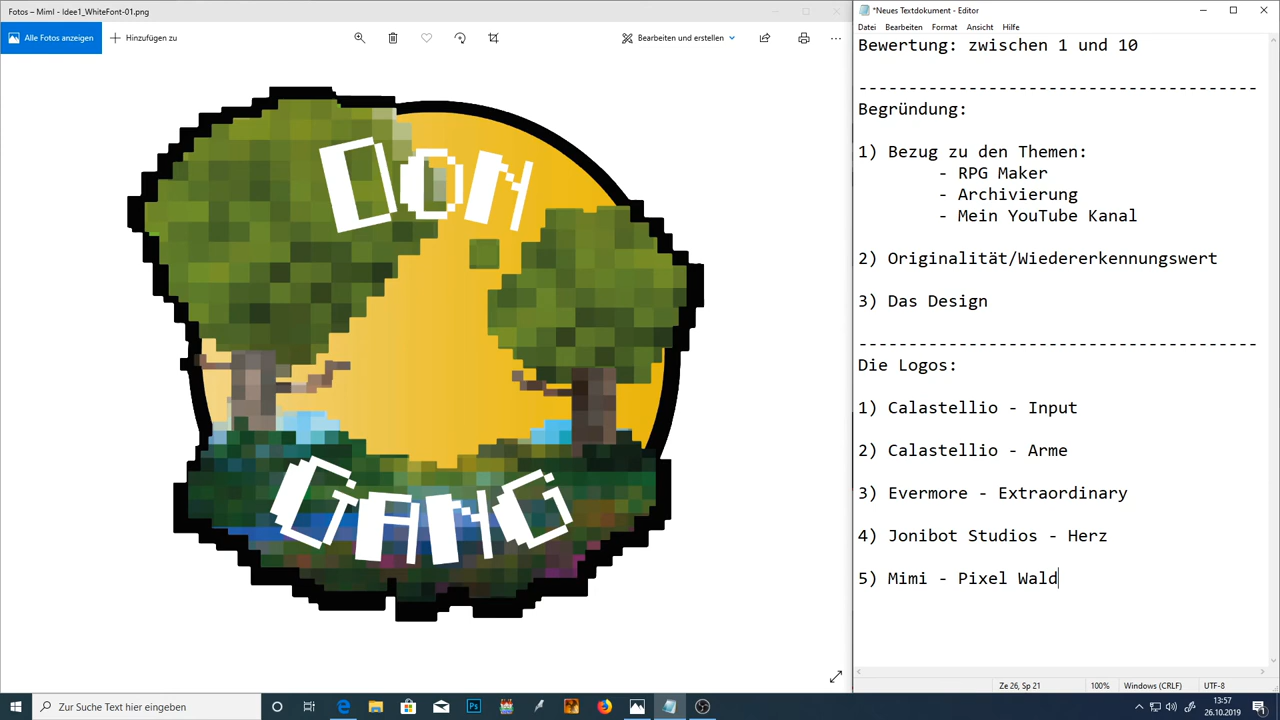 Fotos – MimI - Idee1_WhiteFont-01.png
Alle Fotos anzeigen
Hinzufügen zu
Bearbeiten und erstellen
DON
GANG
*Neues Textdokument - Editor
Datei Bearbeiten Format Ansicht Hilfe
Bewertung: zwischen 1 und 10
----------------------------------------
Begründung:
1) Bezug zu den Themen:
- RPG Maker
- Archivierung
- Mein YouTube Kanal
2) Originalität/Wiedererkennungswert
3) Das Design
----------------------------------------
Die Logos:
1) Calastellio - Input
2) Calastellio - Arme
3) Evermore - Extraordinary
4) Jonibot Studios - Herz
5) Mimi - Pixel Wald
Ze 26, Sp 21 100% Windows (CRLF) UTF-8
Zur Suche Text hier eingeben
13:57
26.10.2019